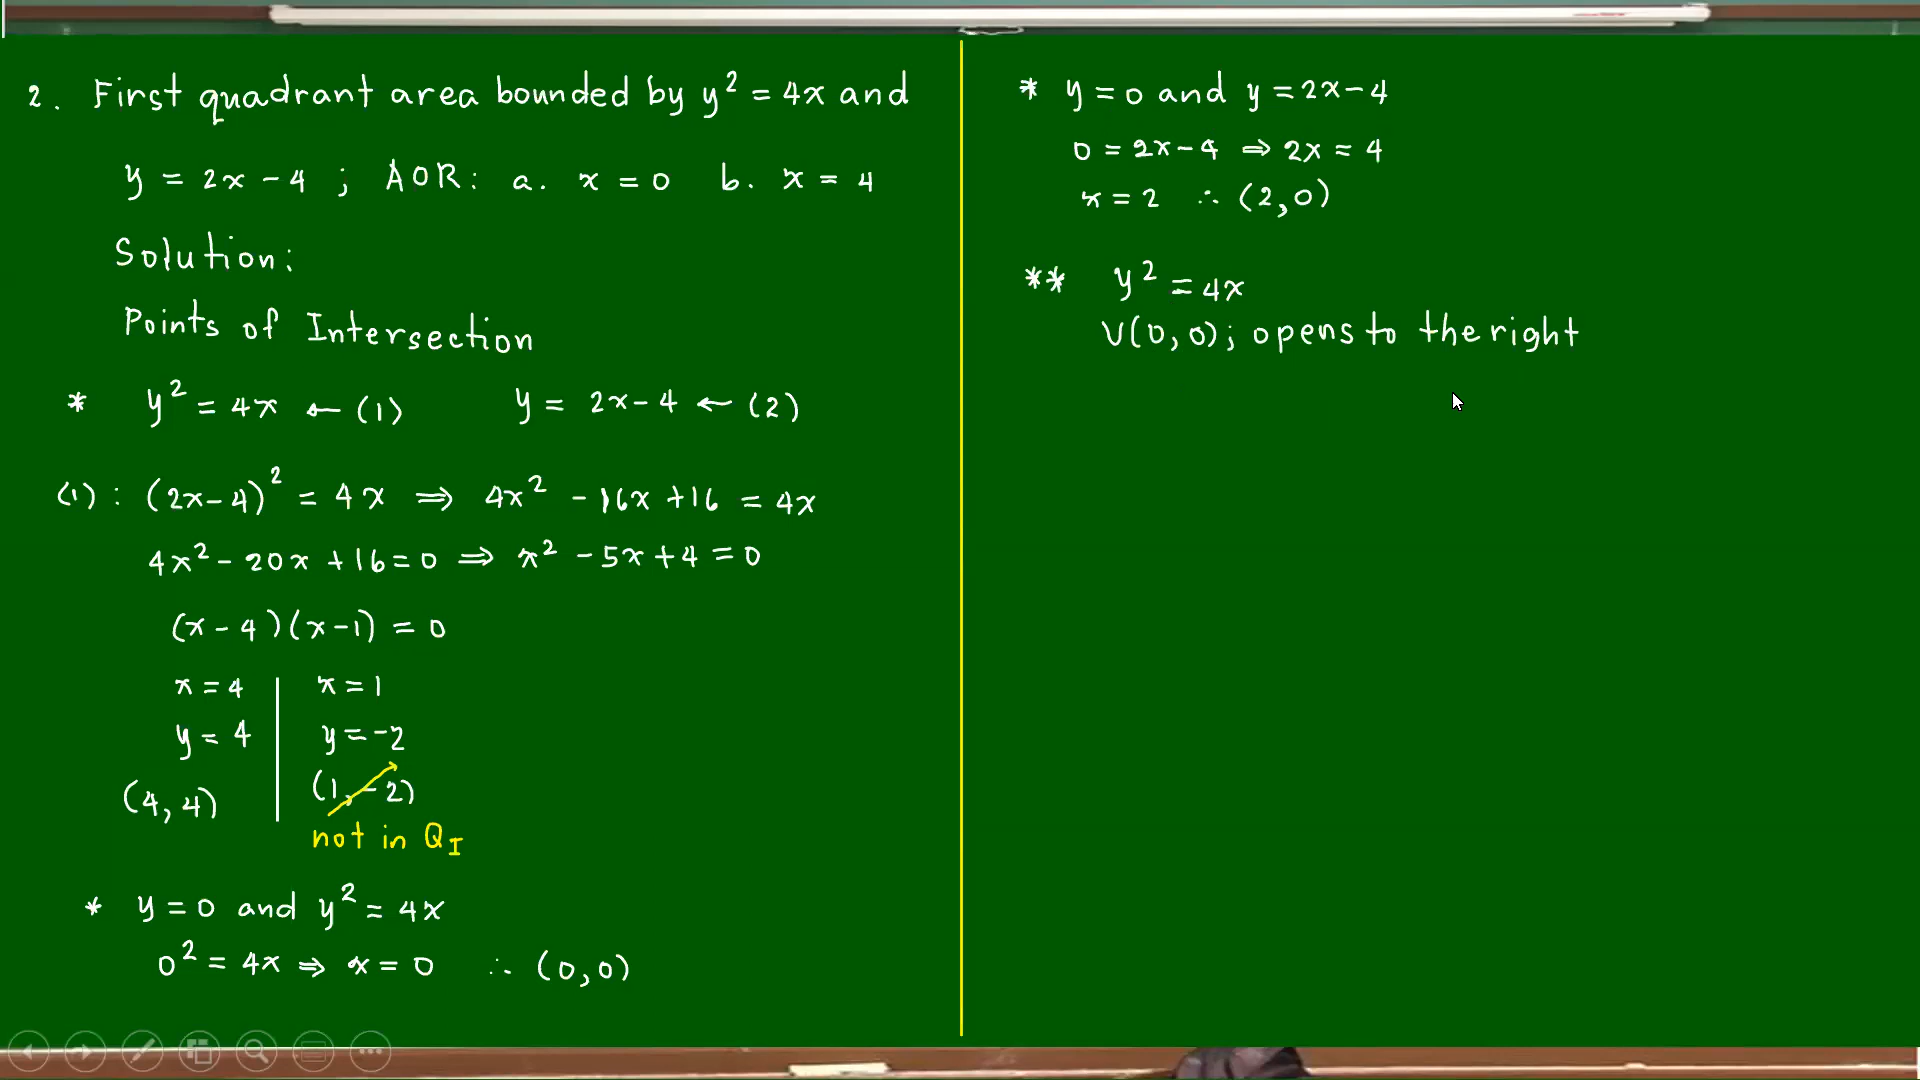 2. First quadrant area bounded by y² = 4x and
y = 2x - 4 ; AOR: a. x = 0 b. x = 4
Solution:
Points of Intersection
* y² = 4x ← (1) y = 2x - 4 ← (2)
(1) : (2x - 4)² = 4x ⇒ 4x² - 16x + 16 = 4x
4x² - 20x + 16 = 0 ⇒ x² - 5x + 4 = 0
(x - 4)(x - 1) = 0
x = 4 | x = 1
y = 4 | y = -2
(4, 4) | (1, -2)
not in Q_I
* y = 0 and y² = 4x
0² = 4x ⇒ x = 0 ∴ (0, 0)
* y = 0 and y = 2x - 4
0 = 2x - 4 ⇒ 2x = 4
x = 2 ∴ (2, 0)
** y² = 4x
V(0, 0); opens to the right